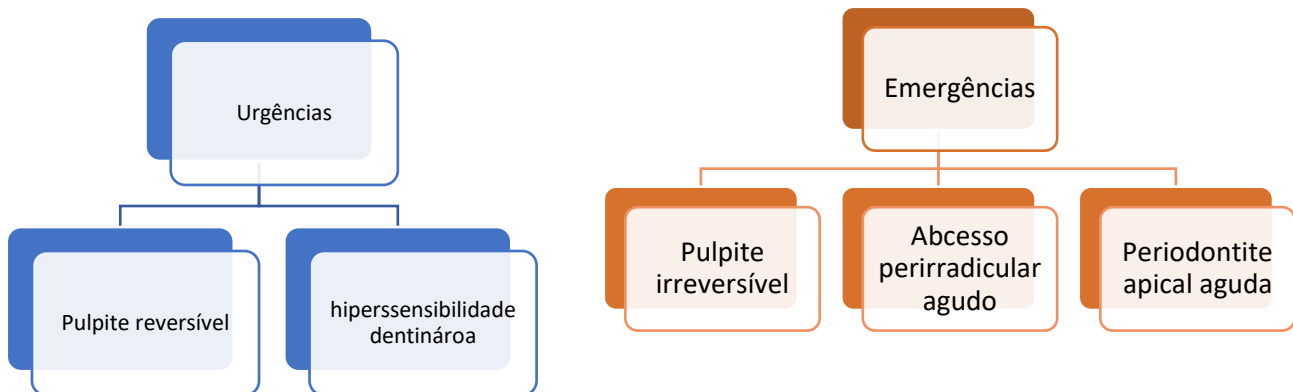 Urgências
Emergências
Pulpite reversível
hiperssensibilidade
dentinároa
Pulpite
irreversível
Abcesso
perirradicular
agudo
Periodontite
apical aguda